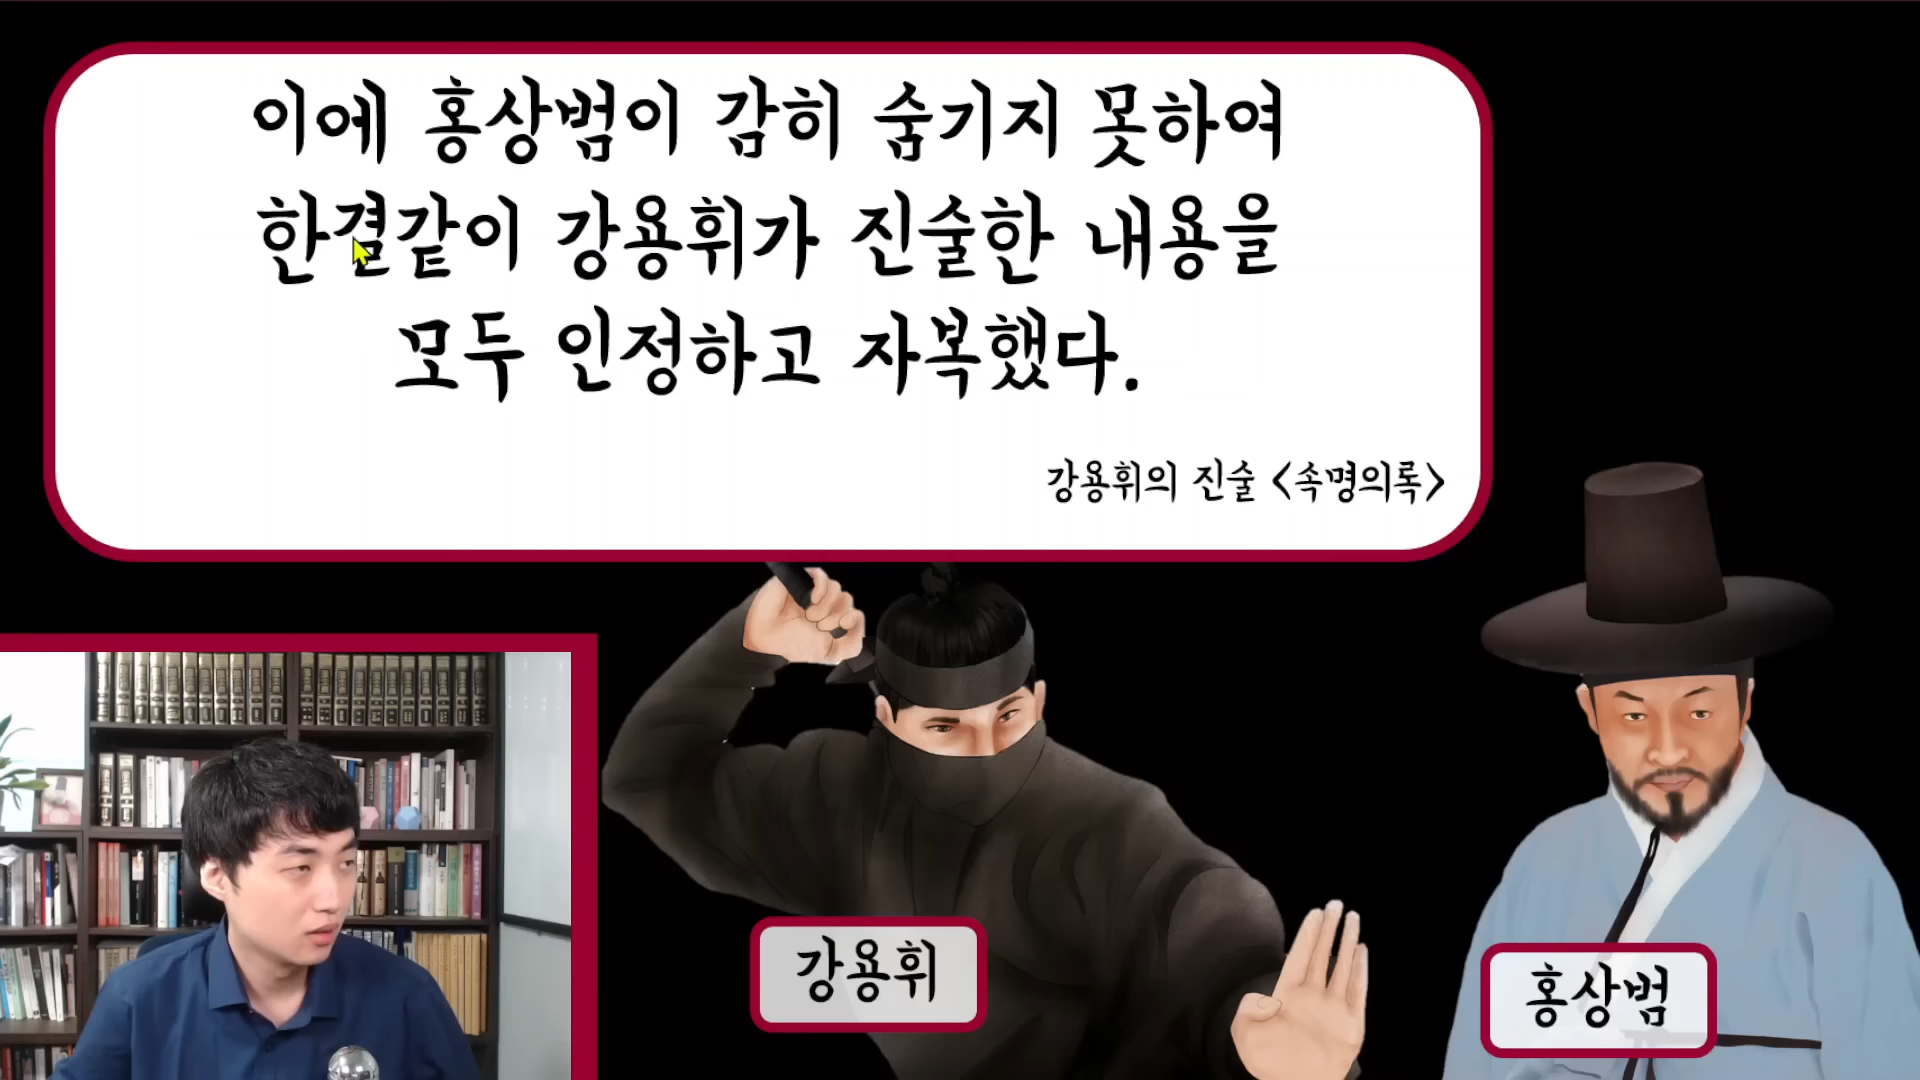 이에 홍상범이 감히 숨기지 못하여
한결같이 강용휘가 진술한 내용을
모두 인정하고 자복했다.
강용휘의 진술 <속명의록>
강용휘
홍상범